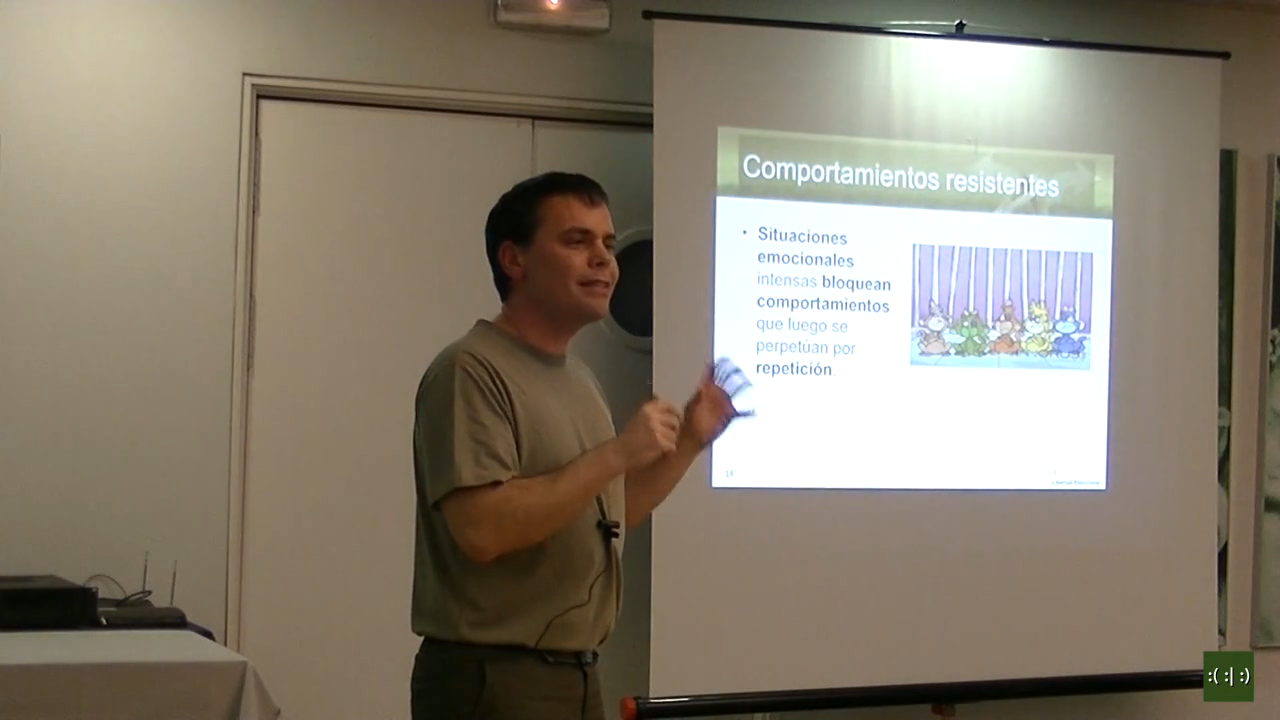 Comportamientos resistentes
• Situaciones
emocionales
intensas bloquean
comportamientos
que luego se
perpetúan por
repetición.
:( :| :)